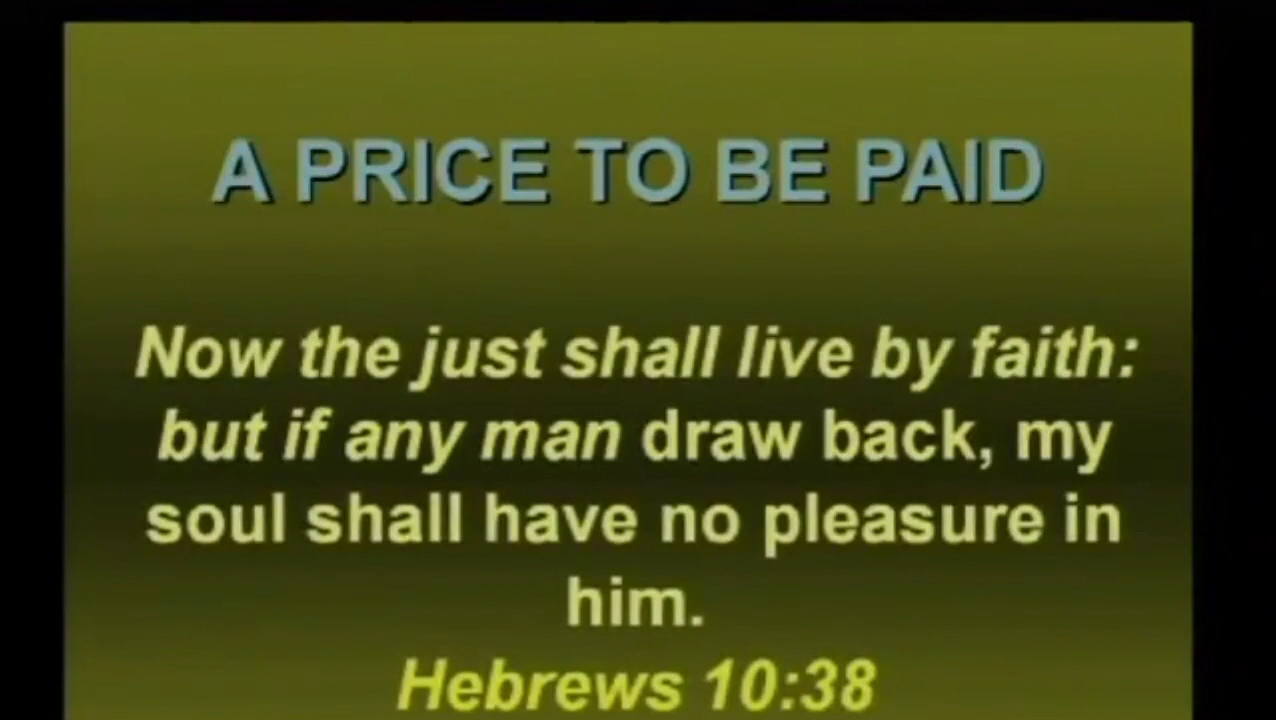 A PRICE TO BE PAID
Now the just shall live by faith:
but if any man draw back, my
soul shall have no pleasure in
him.
Hebrews 10:38